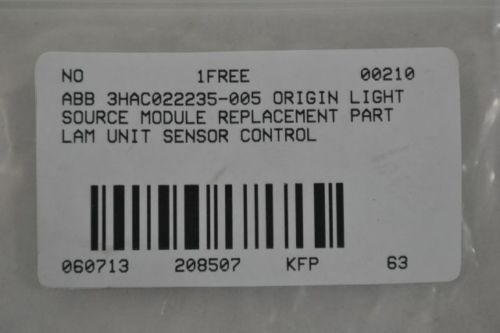 NO 1FREE 00210
ABB 3HAC022235-005 ORIGIN LIGHT
SOURCE MODULE REPLACEMENT PART
LAM UNIT SENSOR CONTROL
060713 208507 KFP 63